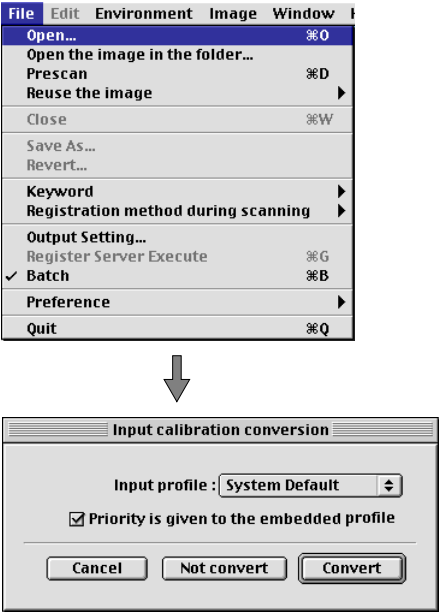 File Edit Environment Image Window
Open... ⌘O
Open the image in the folder...
Prescan ⌘D
Reuse the image
Close ⌘W
Save As...
Revert...
Keyword
Registration method during scanning
Output Setting...
Register Server Execute ⌘G
✓ Batch ⌘B
Preference
Quit ⌘Q
Input calibration conversion
Input profile : System Default
Priority is given to the embedded profile
Cancel Not convert Convert